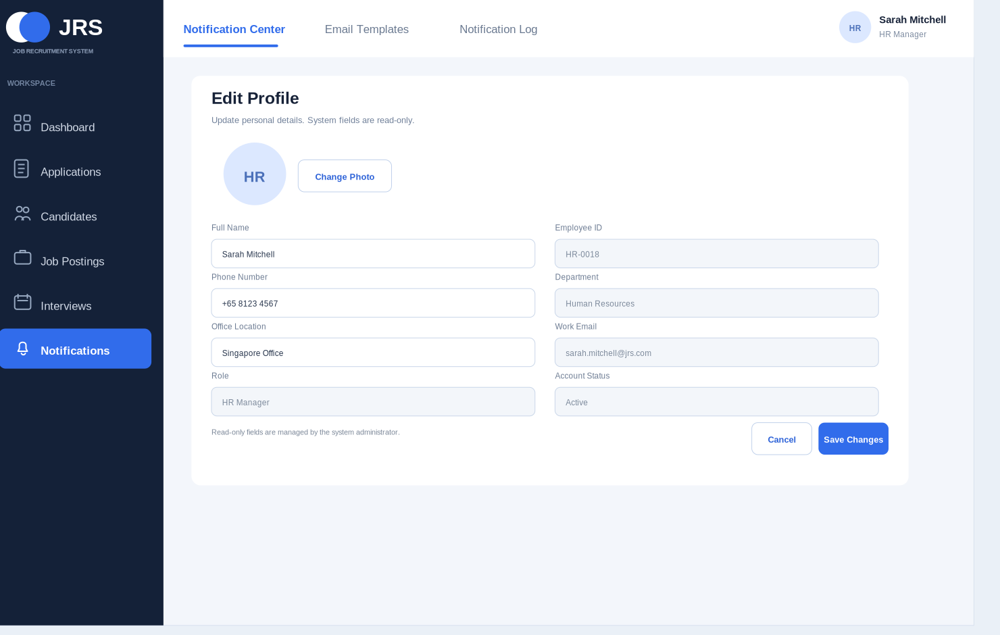 JRS
JOB RECRUITMENT SYSTEM
WORKSPACE
Dashboard
Applications
Candidates
Job Postings
Interviews
Notifications
Notification Center
Email Templates
Notification Log
HR
Sarah Mitchell
HR Manager
Edit Profile
Update personal details. System fields are read-only.
HR
Change Photo
Full Name
Sarah Mitchell
Employee ID
HR-0018
Phone Number
+65 8123 4567
Department
Human Resources
Office Location
Singapore Office
Work Email
sarah.mitchell@jrs.com
Role
HR Manager
Account Status
Active
Read-only fields are managed by the system administrator.
Cancel
Save Changes